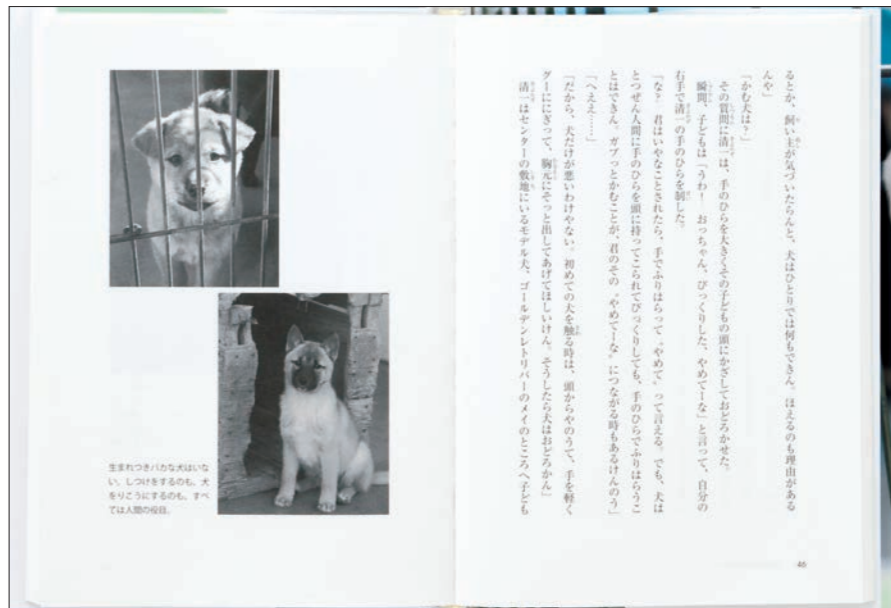 るとか、飼い主が気づいたらんと、犬はひとりでは何もできん。ほえるのも理由がある
んや」
「かむ犬は？」
その質問に清一は、手のひらを大きくその子どもの頭にかざしておどろかせた。
瞬間、子どもは「うわ！　おっちゃん、びっくりした、やめてーな」と言って、自分の
右手で清一の手のひらを制した。
「な？　君はいやなことされたら、手でふりはらって〝やめて〟って言える。でも、犬は
とつぜん人間に手のひらを頭に持ってこられてびっくりしても、手のひらでふりはらうこ
とはできん。ガブっとかむことが、君のその〝やめてーな〟につながる時もあるけんのう」
「へええ……」
「だから、犬だけが悪いわけやない。初めての犬を触る時は、頭からやのうて、手を軽く
グーににぎって、胸元にそっと出してあげてほしいけん。そうしたら犬はおどろかん」
清一はセンターの敷地にいるモデル犬、ゴールデンレトリバーのメイのところへ子ども
46
生まれつきバカな犬はいな
い。しつけをするのも、犬
をりこうにするのも、すべ
ては人間の役目。